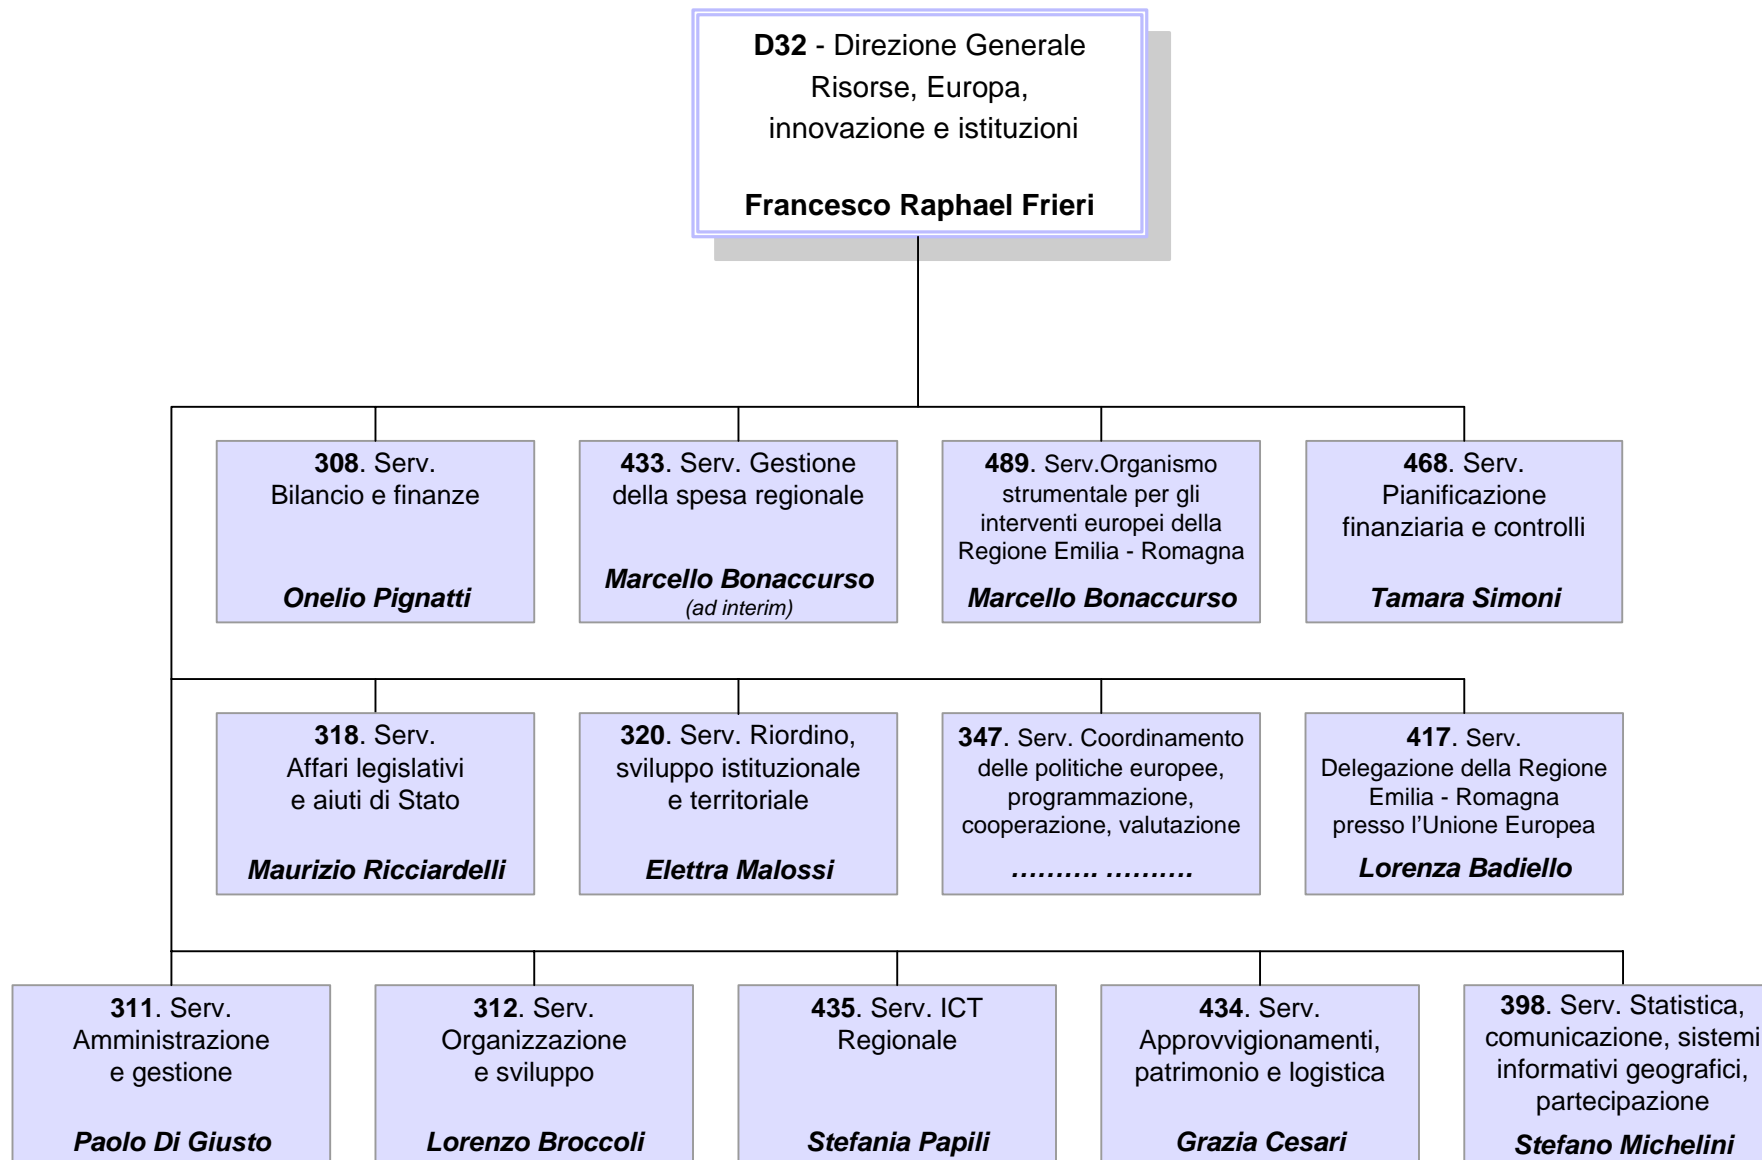 D32 - Direzione Generale
Risorse, Europa,
innovazione e istituzioni
Francesco Raphael Frieri
308. Serv.
Bilancio e finanze
Onelio Pignatti
433. Serv. Gestione
della spesa regionale
Marcello Bonaccurso
(ad interim)
489. Serv.Organismo
strumentale per gli
interventi europei della
Regione Emilia - Romagna
Marcello Bonaccurso
468. Serv.
Pianificazione
finanziaria e controlli
Tamara Simoni
318. Serv.
Affari legislativi
e aiuti di Stato
Maurizio Ricciardelli
320. Serv. Riordino,
sviluppo istituzionale
e territoriale
Elettra Malossi
347. Serv. Coordinamento
delle politiche europee,
programmazione,
cooperazione, valutazione
………. ……….
417. Serv.
Delegazione della Regione
Emilia - Romagna
presso l’Unione Europea
Lorenza Badiello
311. Serv.
Amministrazione
e gestione
Paolo Di Giusto
312. Serv.
Organizzazione
e sviluppo
Lorenzo Broccoli
435. Serv. ICT
Regionale
Stefania Papili
434. Serv.
Approvvigionamenti,
patrimonio e logistica
Grazia Cesari
398. Serv. Statistica,
comunicazione, sistemi
informativi geografici,
partecipazione
Stefano Michelini